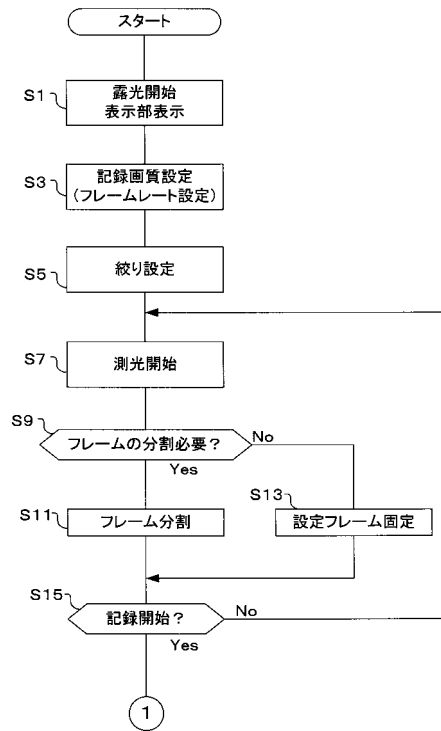 スタート
S1
露光開始
表示部表示
S3
記録画質設定
(フレームレート設定)
S5
絞り設定
S7
測光開始
S9
フレームの分割必要?
No
Yes
S11
フレーム分割
S13
設定フレーム固定
S15
記録開始?
No
Yes
1